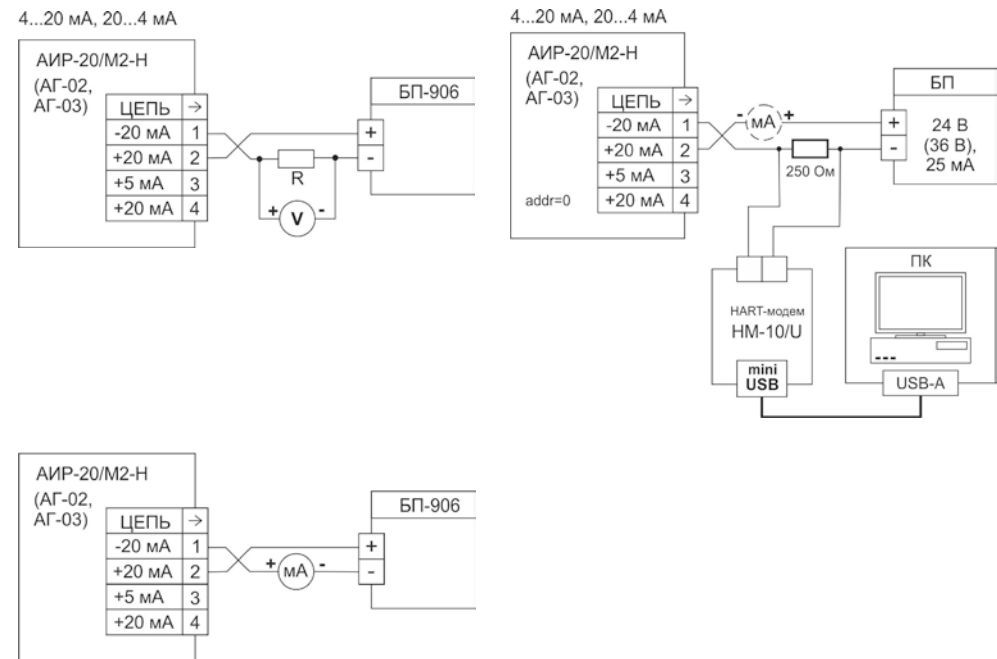 4...20 мА, 20...4 мА
АИР-20/М2-Н
(АГ-02,
АГ-03)
ЦЕПЬ →
-20 мА 1
+20 мА 2
+5 мА 3
+20 мА 4
R
+ V -
БП-906
+
-
4...20 мА, 20...4 мА
АИР-20/М2-Н
(АГ-02,
АГ-03)
ЦЕПЬ →
-20 мА 1
+20 мА 2
+5 мА 3
+20 мА 4
addr=0
- мА +
250 Ом
БП
+
-
24 В
(36 В),
25 мА
HART-модем
HM-10/U
mini
USB
ПК
USB-A
АИР-20/М2-Н
(АГ-02,
АГ-03)
ЦЕПЬ →
-20 мА 1
+20 мА 2
+5 мА 3
+20 мА 4
+ мА -
БП-906
+
-